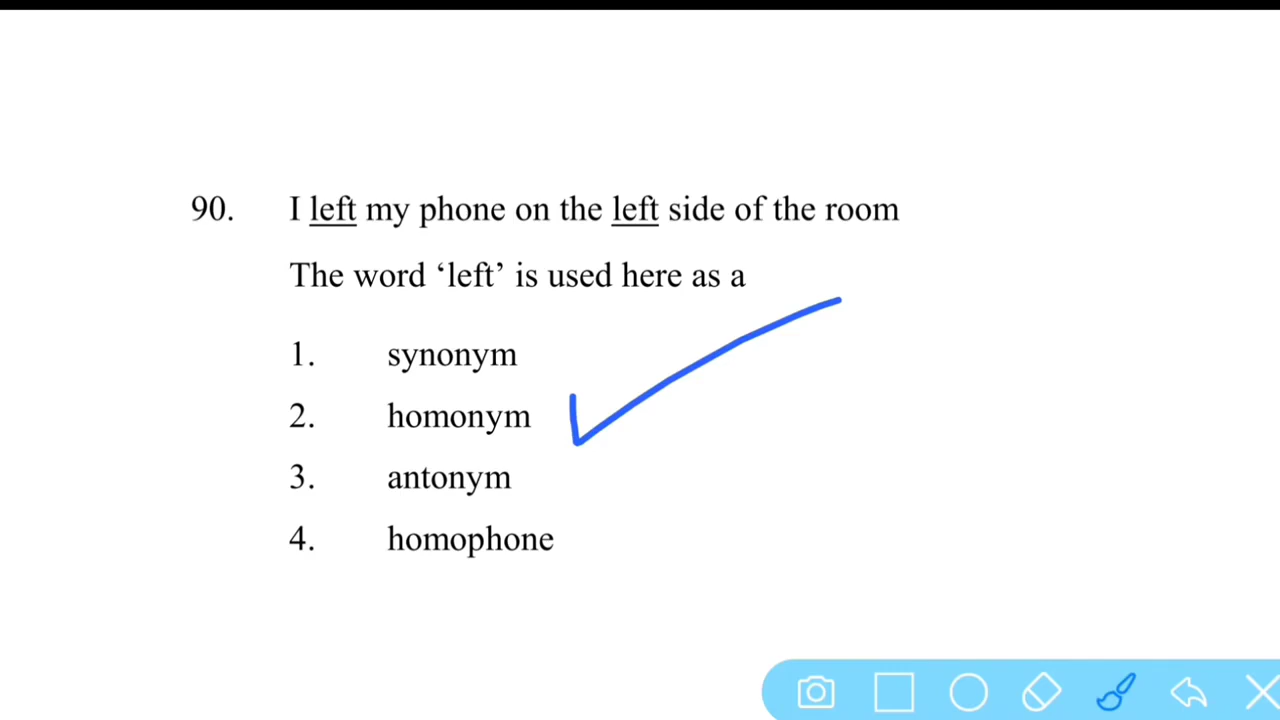 90. I left my phone on the left side of the room
The word ‘left’ is used here as a
1. synonym
2. homonym
3. antonym
4. homophone